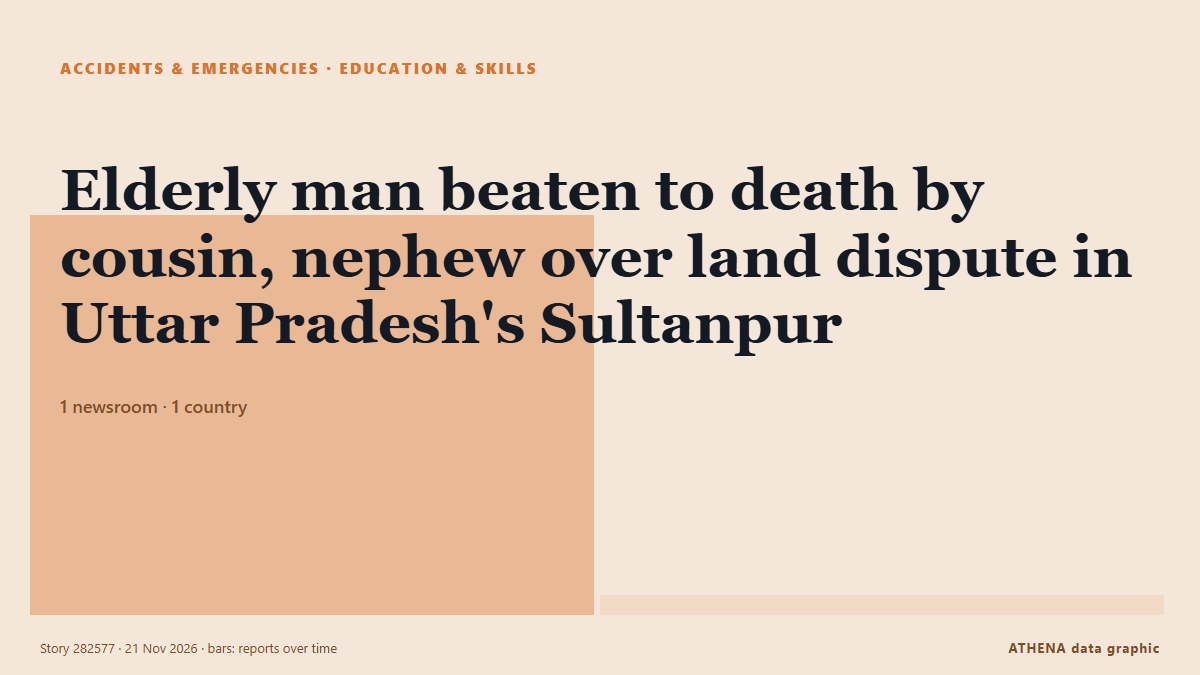 ACCIDENTS & EMERGENCIES · EDUCATION & SKILLS
Elderly man beaten to death by
cousin, nephew over land dispute in
Uttar Pradesh's Sultanpur
1 newsroom · 1 country
Story 282577 · 21 Nov 2026 · bars: reports over time
ATHENA data graphic